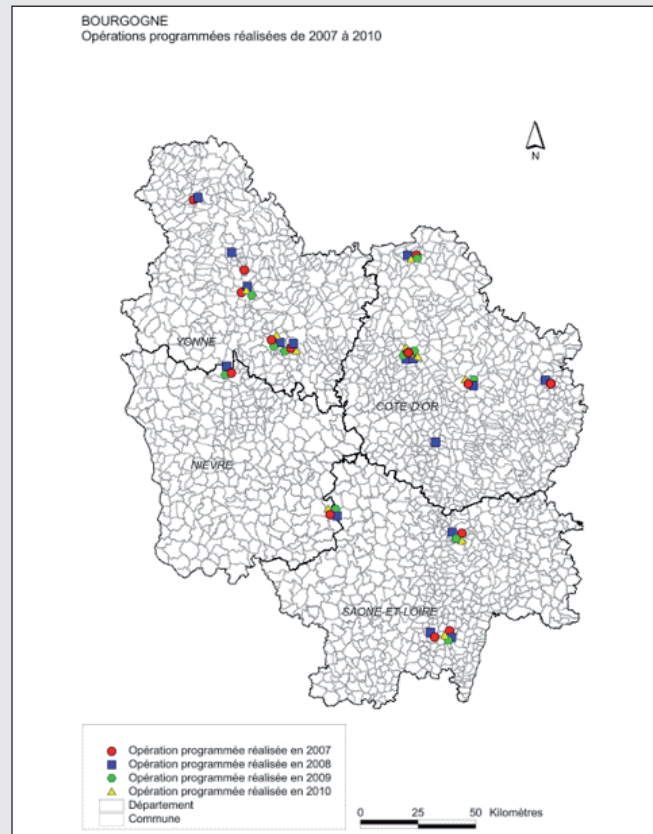 BOURGOGNE
Opérations programmées réalisées de 2007 à 2010
N
YONNE
COTE-D'OR
NIEVRE
SAONE-ET-LOIRE
Opération programmée réalisée en 2007
Opération programmée réalisée en 2008
Opération programmée réalisée en 2009
Opération programmée réalisée en 2010
Département
Commune
0 25 50 Kilomètres